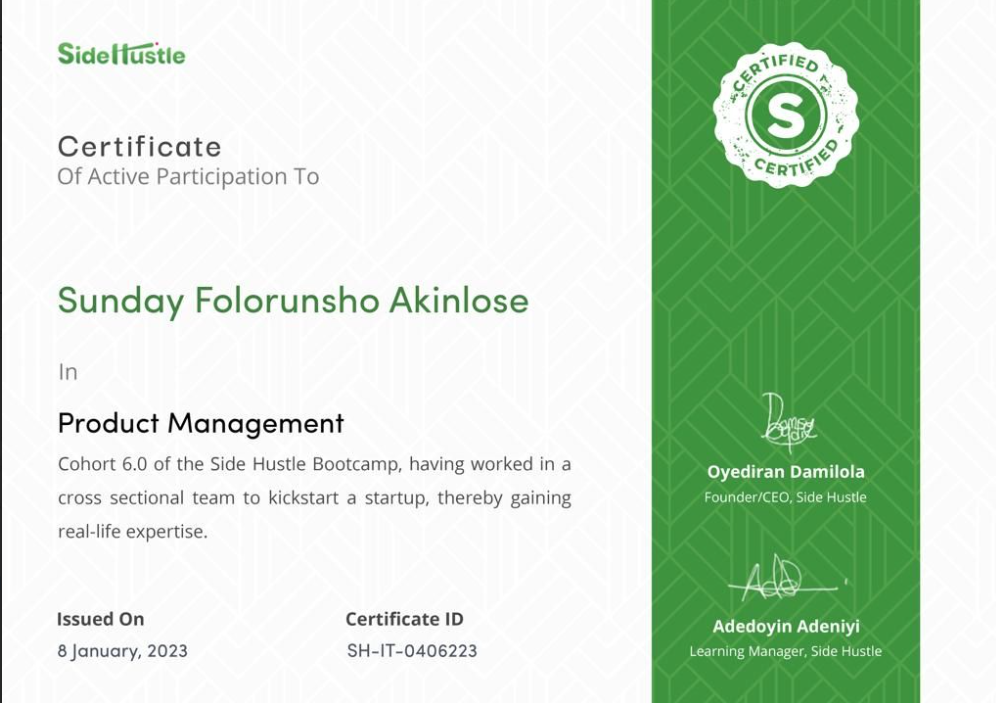 SideHustle
Certificate
Of Active Participation To
Sunday Folorunsho Akinlose
In
Product Management
Cohort 6.0 of the Side Hustle Bootcamp, having worked in a
cross sectional team to kickstart a startup, thereby gaining
real-life expertise.
Issued On
8 January, 2023
Certificate ID
SH-IT-0406223
CERTIFIED
S
CERTIFIED
Oyediran Damilola
Founder/CEO, Side Hustle
Adedoyin Adeniyi
Learning Manager, Side Hustle